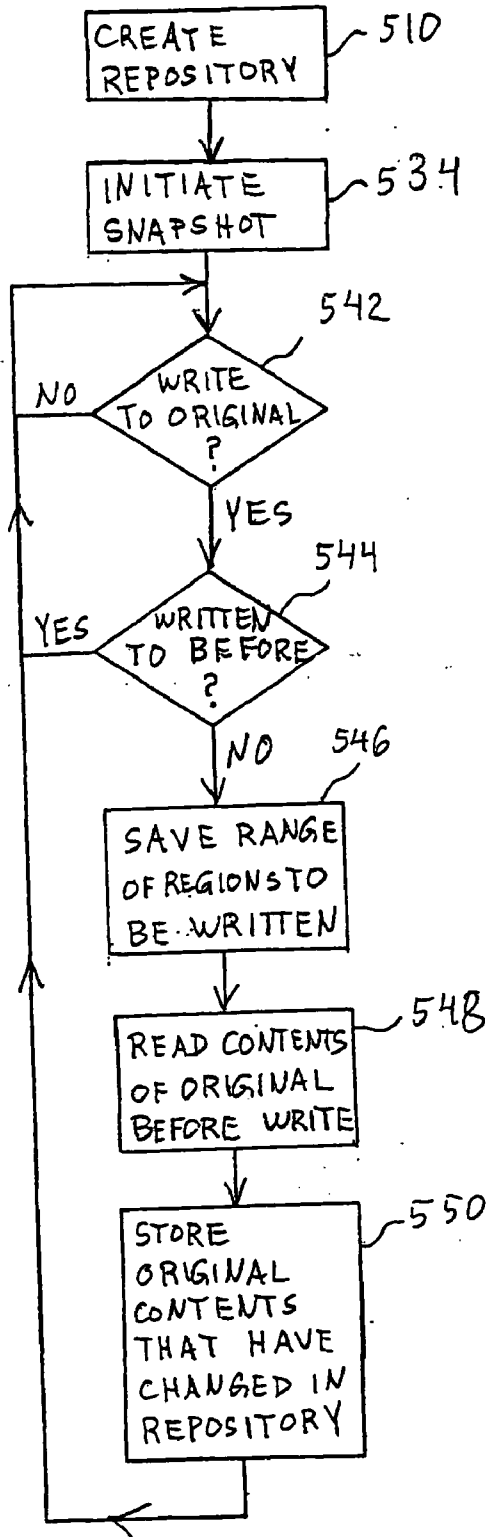 CREATE
REPOSITORY
510
INITIATE
SNAPSHOT
534
542
WRITE
TO ORIGINAL
?
NO
YES
544
WRITTEN
TO BEFORE
?
YES
NO
546
SAVE RANGE
OF REGIONS TO
BE WRITTEN
548
READ CONTENTS
OF ORIGINAL
BEFORE WRITE
550
STORE
ORIGINAL
CONTENTS
THAT HAVE
CHANGED IN
REPOSITORY